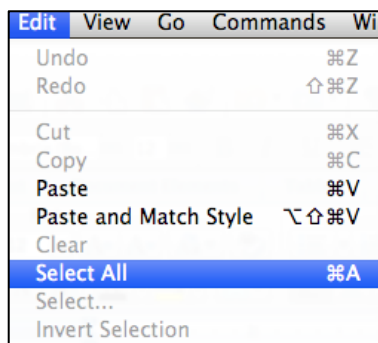 Edit View Go Commands Wi
Undo ⌘Z
Redo ⇧⌘Z
Cut ⌘X
Copy ⌘C
Paste ⌘V
Paste and Match Style ⌥⇧⌘V
Clear
Select All ⌘A
Select...
Invert Selection